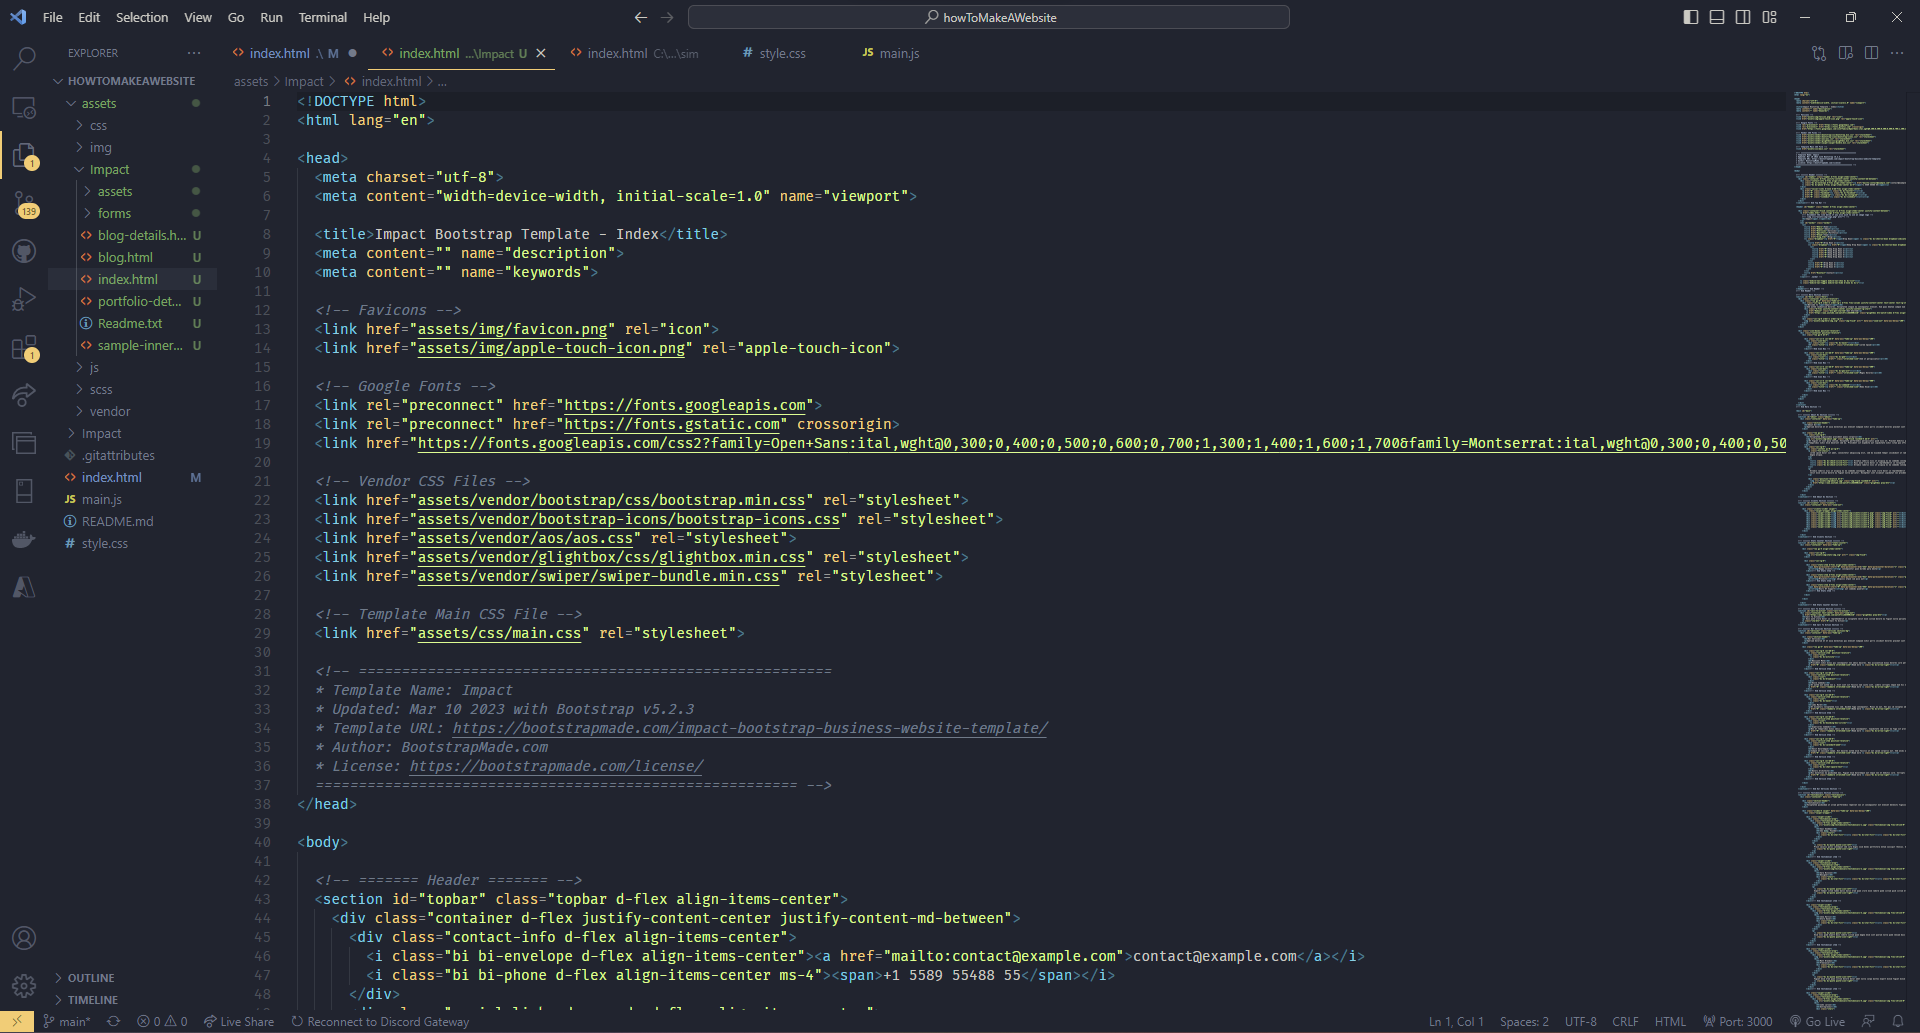 File Edit Selection View Go Run Terminal Help
howToMakeAWebsite
EXPLORER
index.html .\ M
index.html ...\Impact U
index.html C:\...\sim
# style.css
JS main.js
HOWTOMAKEAWEBSITE
assets
css
img
Impact
assets
forms
blog-details.h... U
blog.html U
index.html U
portfolio-det... U
Readme.txt U
sample-inner... U
js
scss
vendor
Impact
.gitattributes
index.html M
JS main.js
README.md
# style.css
OUTLINE
TIMELINE
1
139
1
assets > Impact > index.html > ...
1 <!DOCTYPE html>
2 <html lang="en">
3
4 <head>
5 <meta charset="utf-8">
6 <meta content="width=device-width, initial-scale=1.0" name="viewport">
7
8 <title>Impact Bootstrap Template - Index</title>
9 <meta content="" name="description">
10 <meta content="" name="keywords">
11
12 <!-- Favicons -->
13 <link href="assets/img/favicon.png" rel="icon">
14 <link href="assets/img/apple-touch-icon.png" rel="apple-touch-icon">
15
16 <!-- Google Fonts -->
17 <link rel="preconnect" href="https://fonts.googleapis.com">
18 <link rel="preconnect" href="https://fonts.gstatic.com" crossorigin>
19 <link href="https://fonts.googleapis.com/css2?family=Open+Sans:ital,wght@0,300;0,400;0,500;0,600;0,700;1,300;1,400;1,600;1,700&family=Montserrat:ital,wght@0,300;0,400;0,50
20
21 <!-- Vendor CSS Files -->
22 <link href="assets/vendor/bootstrap/css/bootstrap.min.css" rel="stylesheet">
23 <link href="assets/vendor/bootstrap-icons/bootstrap-icons.css" rel="stylesheet">
24 <link href="assets/vendor/aos/aos.css" rel="stylesheet">
25 <link href="assets/vendor/glightbox/css/glightbox.min.css" rel="stylesheet">
26 <link href="assets/vendor/swiper/swiper-bundle.min.css" rel="stylesheet">
27
28 <!-- Template Main CSS File -->
29 <link href="assets/css/main.css" rel="stylesheet">
30
31 <!-- =======================================================
32 * Template Name: Impact
33 * Updated: Mar 10 2023 with Bootstrap v5.2.3
34 * Template URL: https://bootstrapmade.com/impact-bootstrap-business-website-template/
35 * Author: BootstrapMade.com
36 * License: https://bootstrapmade.com/license/
37 ======================================================== -->
38 </head>
39
40 <body>
41
42 <!-- ======= Header ======= -->
43 <section id="topbar" class="topbar d-flex align-items-center">
44 <div class="container d-flex justify-content-center justify-content-md-between">
45 <div class="contact-info d-flex align-items-center">
46 <i class="bi bi-envelope d-flex align-items-center"><a href="mailto:contact@example.com">contact@example.com</a></i>
47 <i class="bi bi-phone d-flex align-items-center ms-4"><span>+1 5589 55488 55</span></i>
48 </div>
main* 0 0 Live Share Reconnect to Discord Gateway
Ln 1, Col 1 Spaces: 2 UTF-8 CRLF HTML Port: 3000 Go Live